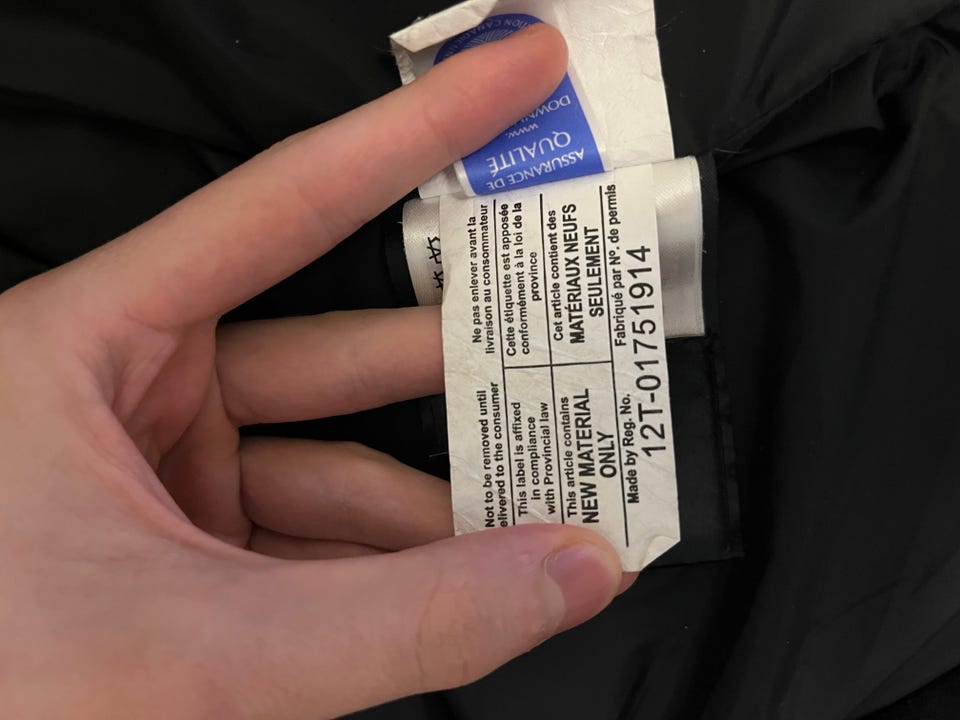 Not to be removed until
elivered to the consumer
Ne pas enlever avant la
livraison au consommateur
This label is affixed
in compliance
with Provincial law
Cette étiquette est apposée
conformément à la loi de la
province
This article contains
NEW MATERIAL
ONLY
Cet article contient des
MATÉRIAUX NEUFS
SEULEMENT
Made by Reg. No.
Fabriqué par Nº. de permis
12T-01751914
ASSURANCE DE
QUALITÉ
www.